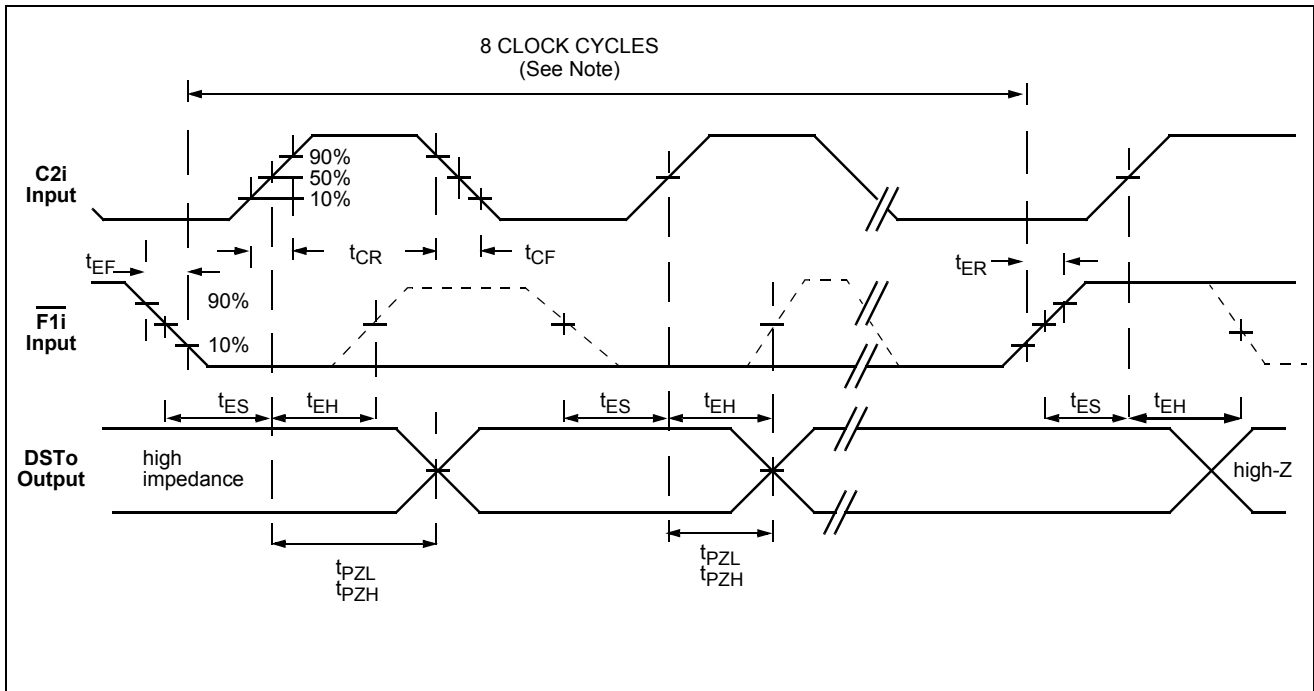 8 CLOCK CYCLES
(See Note)
C2i
Input
90%
50%
10%
tCR
tCF
tEF
tER
F1i
Input
90%
10%
tES
tEH
tES
tEH
tES
tEH
DSTo
Output
high
impedance
high-Z
tPZL
tPZH
tPZL
tPZH